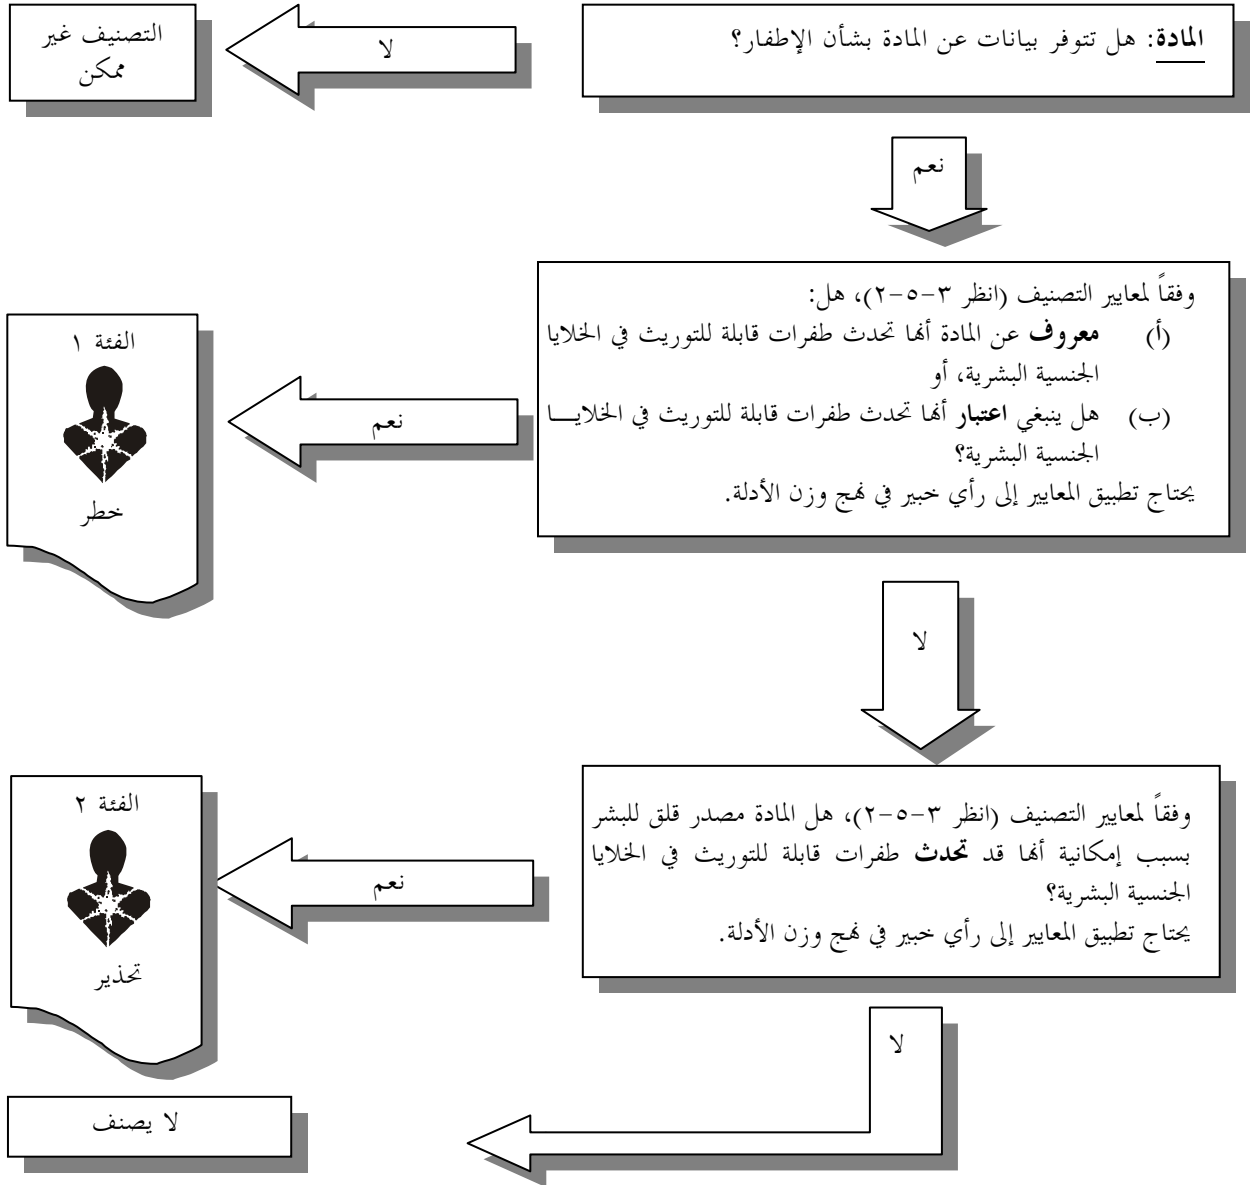 المادة: هل تتوفر بيانات عن المادة بشأن الإطفار؟
لا
التصنيف غير
ممكن
نعم
وفقاً لمعايير التصنيف (انظر ٣-٥-٢)، هل:
(أ) معروف عن المادة أنها تحدث طفرات قابلة للتوريث في الخلايا
الجنسية البشرية، أو
(ب) هل ينبغي اعتبار أنها تحدث طفرات قابلة للتوريث في الخلايـــا
الجنسية البشرية؟
يحتاج تطبيق المعايير إلى رأي خبير في نهج وزن الأدلة.
نعم
الفئة ١
خطر
لا
وفقاً لمعايير التصنيف (انظر ٣-٥-٢)، هل المادة مصدر قلق للبشر
بسبب إمكانية أنها قد تحدث طفرات قابلة للتوريث في الخلايا
الجنسية البشرية؟
يحتاج تطبيق المعايير إلى رأي خبير في نهج وزن الأدلة.
نعم
الفئة ٢
تحذير
لا
لا يصنف